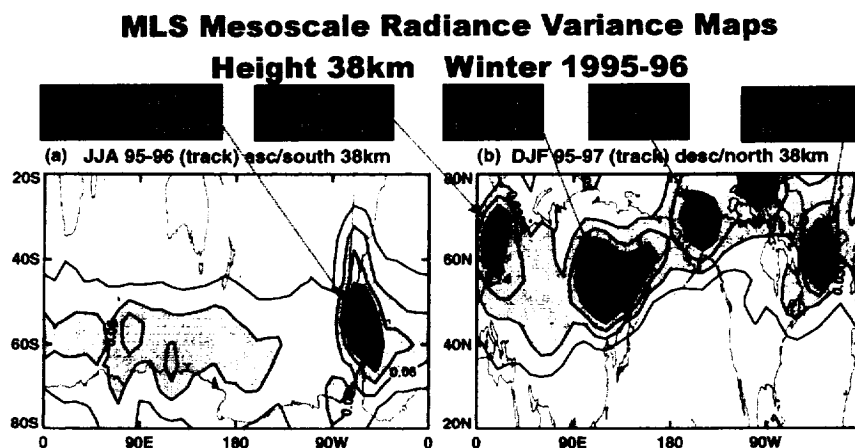 MLS Mesoscale Radiance Variance Maps
Height 38km Winter 1995-96
(a) JJA 95-96 (track) asc/south 38km
(b) DJF 95-97 (track) desc/north 38km
20S
40S
60S
80S
0 90E 180 90W 0
80N
60N
40N
20N
0 90E 180 90W